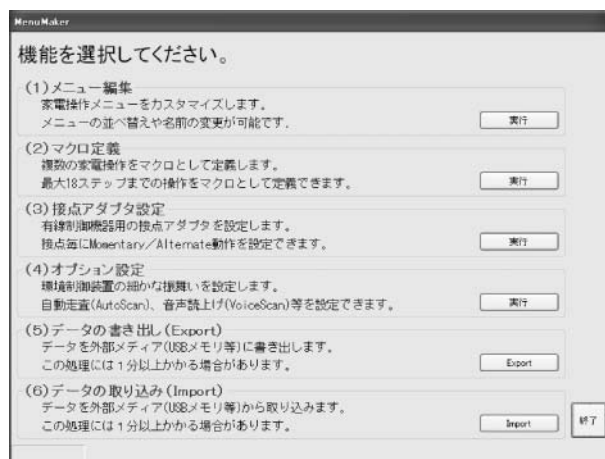 MenuMaker
機能を選択してください。
(1)メニュー編集
家電操作メニューをカスタマイズします。
メニューの並べ替えや名前の変更が可能です.
実行
(2)マクロ定義
複数の家電操作をマクロとして定義します。
最大18ステップまでの操作をマクロとして定義できます。
実行
(3)接点アダプタ設定
有線制御機器用の接点アダプタを設定します。
接点毎にMomentary/Alternate動作を設定できます。
実行
(4)オプション設定
環境制御装置の細かな振舞いを設定します。
自動走査(AutoScan)、音声読上げ(VoiceScan)等を設定できます。
実行
(5)データの書き出し(Export)
データを外部メディア(USBメモリ等)に書き出します。
この処理には1分以上かかる場合があります。
Export
(6)データの取り込み(Import)
データを外部メディア(USBメモリ等)から取り込みます。
この処理には1分以上かかる場合があります。
Import
終了